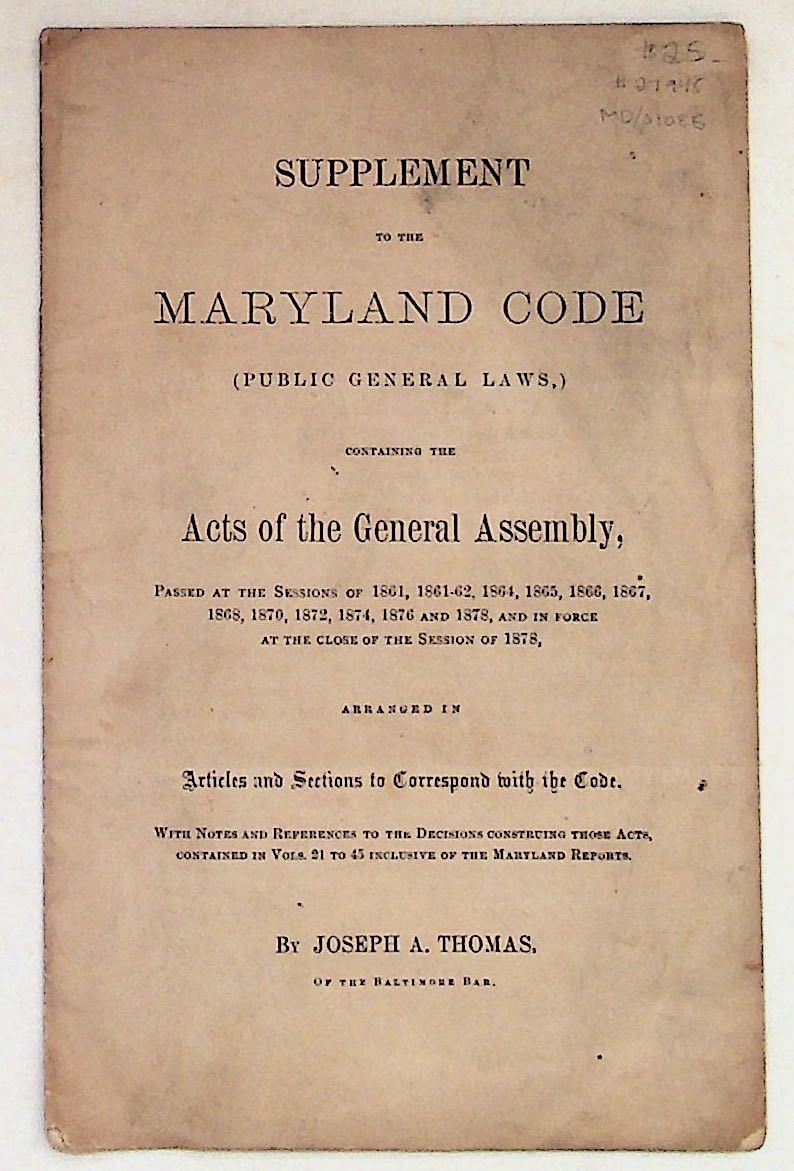 25
SUPPLEMENT
TO THE
MARYLAND CODE
(PUBLIC GENERAL LAWS,)
CONTAINING THE
Acts of the General Assembly,
PASSED AT THE SESSIONS OF 1861, 1861-62, 1864, 1865, 1866, 1867,
1868, 1870, 1872, 1874, 1876 AND 1878, AND IN FORCE
AT THE CLOSE OF THE SESSION OF 1878,
ARRANGED IN
Articles and Sections to Correspond with the Code.
WITH NOTES AND REFERENCES TO THE DECISIONS CONSTRUING THOSE ACTS,
CONTAINED IN VOLS. 21 TO 45 INCLUSIVE OF THE MARYLAND REPORTS.
BY JOSEPH A. THOMAS,
OF THE BALTIMORE BAR.